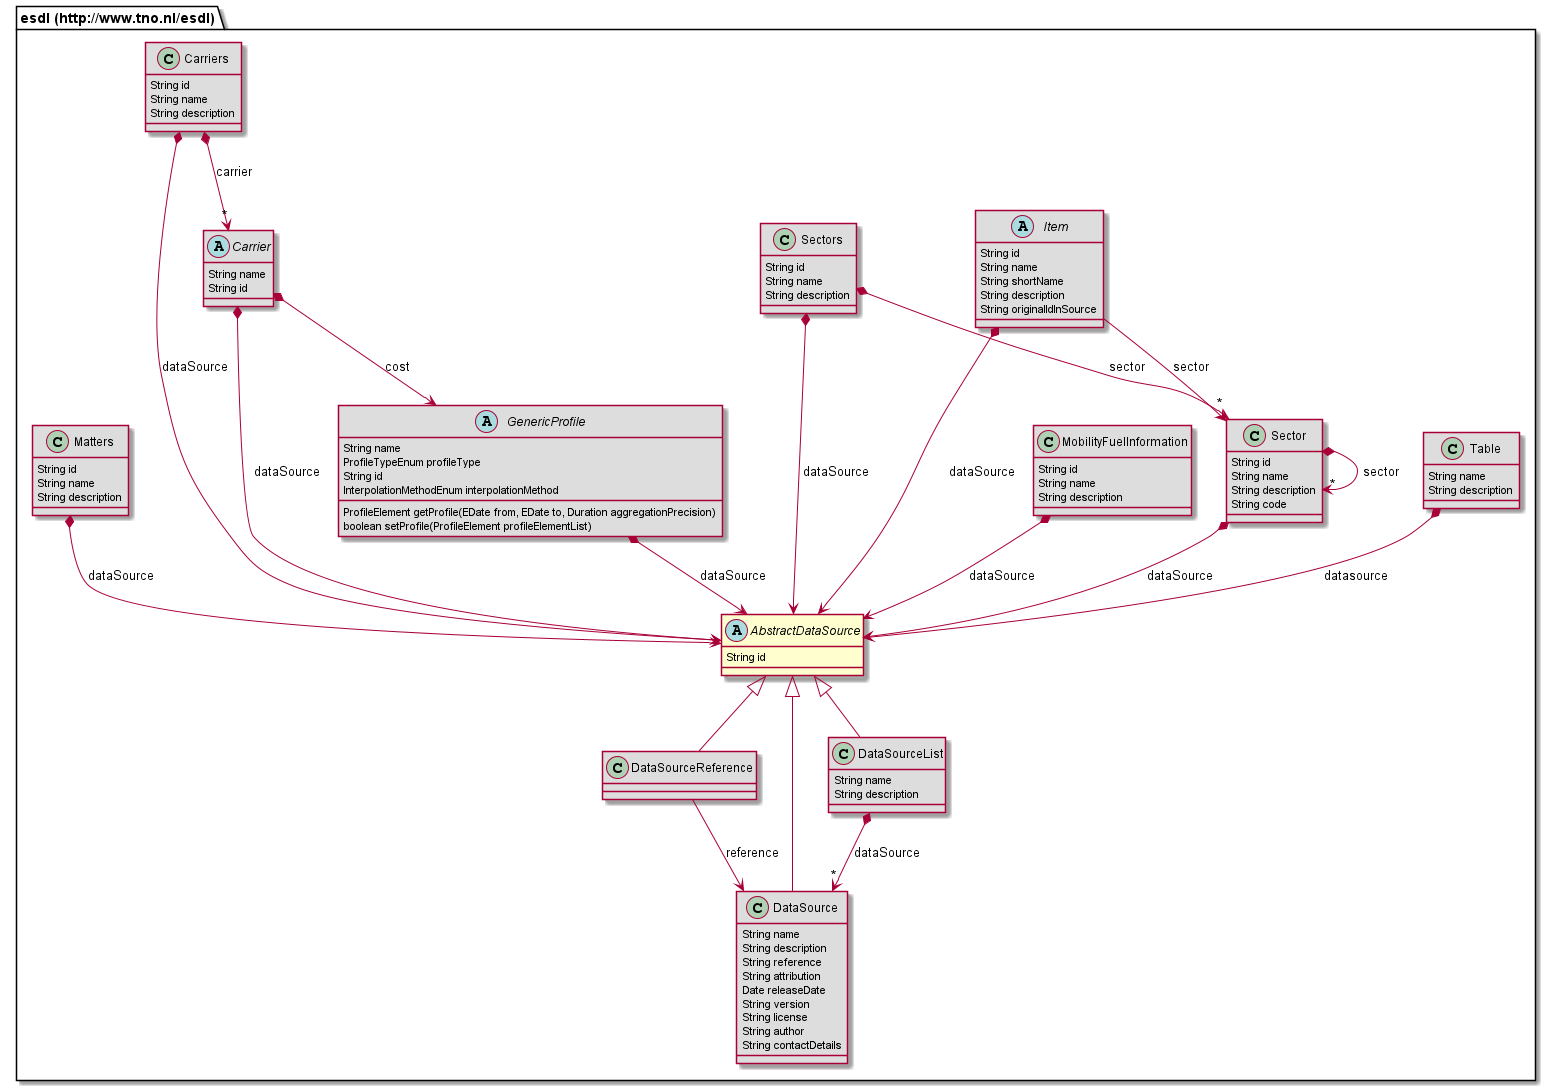 esdl (http://www.tno.nl/esdl)
C Carriers
String id
String name
String description
carrier
*
A Carrier
String name
String id
C Sectors
String id
String name
String description
A Item
String id
String name
String shortName
String description
String originalIdInSource
dataSource
cost
sector
sector
*
C Matters
String id
String name
String description
A GenericProfile
String name
ProfileTypeEnum profileType
String id
InterpolationMethodEnum interpolationMethod
ProfileElement getProfile(EDate from, EDate to, Duration aggregationPrecision)
boolean setProfile(ProfileElement profileElementList)
C MobilityFuelInformation
String id
String name
String description
C Sector
String id
String name
String description
String code
sector
*
C Table
String name
String description
dataSource
dataSource
dataSource
dataSource
dataSource
dataSource
dataSource
datasource
A AbstractDataSource
String id
C DataSourceReference
C DataSourceList
String name
String description
reference
dataSource
*
C DataSource
String name
String description
String reference
String attribution
Date releaseDate
String version
String license
String author
String contactDetails